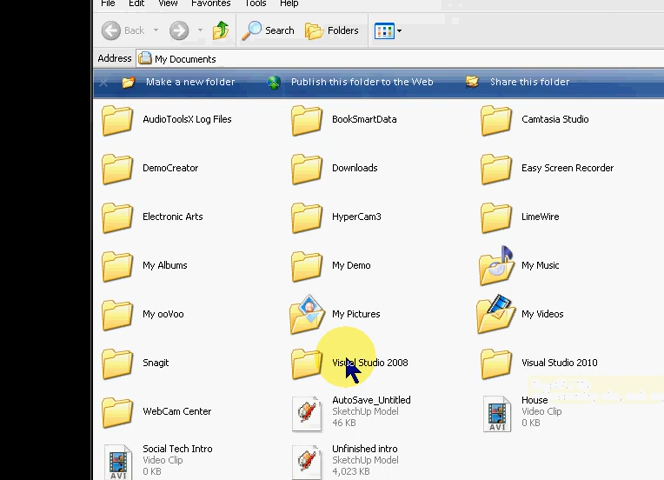 File Edit View Favorites Tools Help
Back Search Folders
Address My Documents
Make a new folder Publish this folder to the Web Share this folder
AudioToolsX Log Files BookSmartData Camtasia Studio
DemoCreator Downloads Easy Screen Recorder
Electronic Arts HyperCam3 LimeWire
My Albums My Demo My Music
My ooVoo My Pictures My Videos
Snagit Visual Studio 2008 Visual Studio 2010
WebCam Center AutoSave_Untitled House
SketchUp Model Video Clip
46 KB 0 KB
Social Tech Intro Unfinished intro
Video Clip SketchUp Model
0 KB 4,023 KB
AVI
AVI